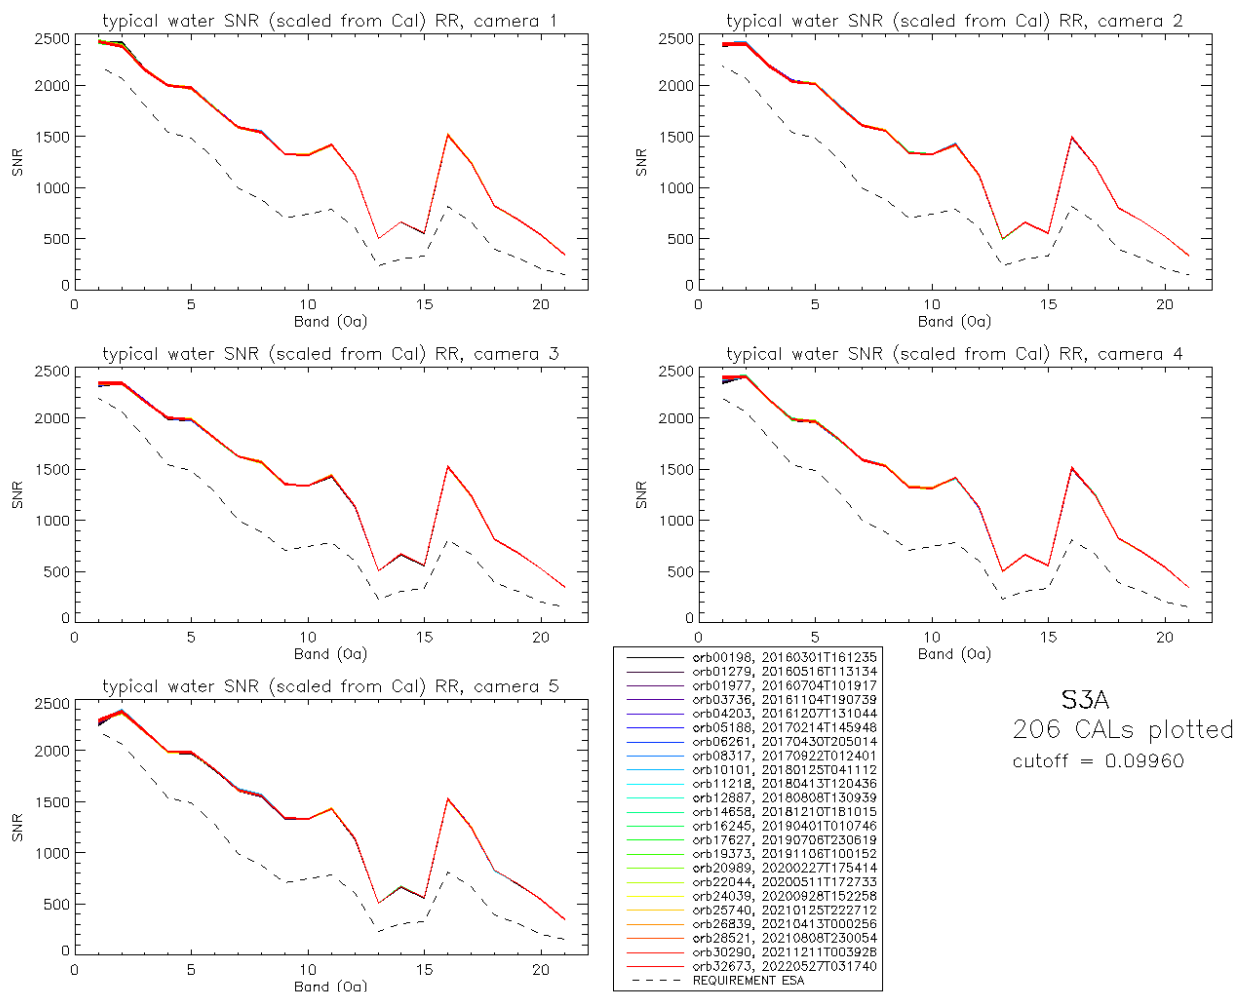 typical water SNR (scaled from Cal) RR, camera 1
2500
2000
1500
1000
500
0
SNR
0 5 10 15 20
Band (Oa)
typical water SNR (scaled from Cal) RR, camera 2
2500
2000
1500
1000
500
0
SNR
0 5 10 15 20
Band (Oa)
typical water SNR (scaled from Cal) RR, camera 3
2500
2000
1500
1000
500
0
SNR
0 5 10 15 20
Band (Oa)
typical water SNR (scaled from Cal) RR, camera 4
2500
2000
1500
1000
500
0
SNR
0 5 10 15 20
Band (Oa)
typical water SNR (scaled from Cal) RR, camera 5
2500
2000
1500
1000
500
0
SNR
0 5 10 15 20
Band (Oa)
orb00198, 20160301T161235
orb01279, 20160516T113134
orb01977, 20160704T101917
orb03736, 20161104T190739
orb04203, 20161207T131044
orb05188, 20170214T145948
orb06261, 20170430T205014
orb08317, 20170922T012401
orb10101, 20180125T041112
orb11218, 20180413T120436
orb12887, 20180808T130939
orb14658, 20181210T181015
orb16245, 20190401T010746
orb17627, 20190706T230619
orb19373, 20191106T100152
orb20989, 20200227T175414
orb22044, 20200511T172733
orb24039, 20200928T152258
orb25740, 20210125T222712
orb26839, 20210413T000256
orb28521, 20210808T230054
orb30290, 20211211T003928
orb32673, 20220527T031740
REQUIREMENT ESA
S3A
206 CALs plotted
cutoff = 0.09960